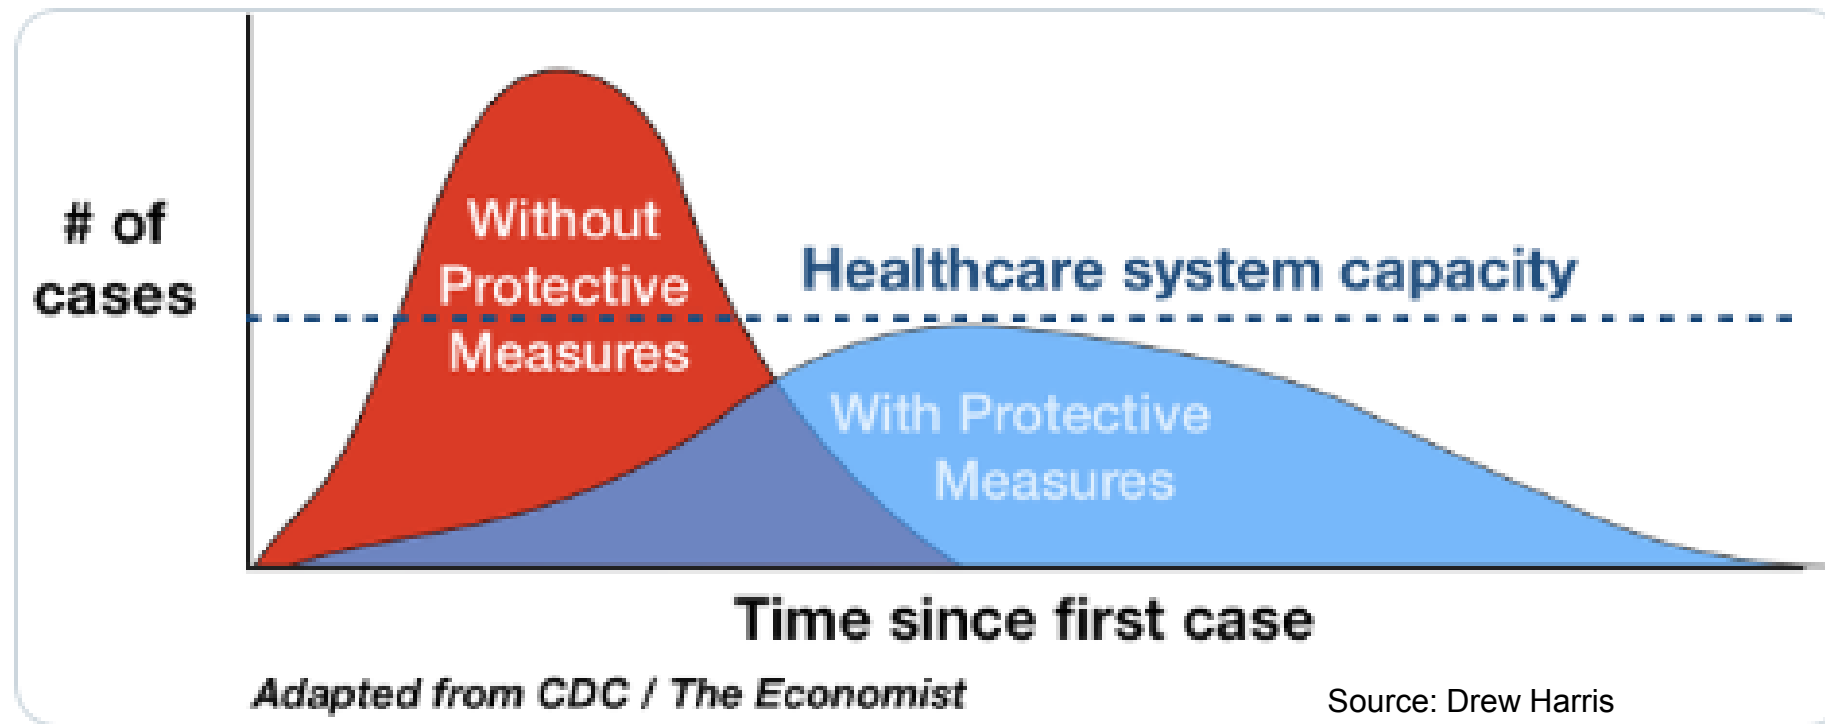 # of
cases
Without
Protective
Measures
Healthcare system capacity
With Protective
Measures
Time since first case
Adapted from CDC / The Economist
Source: Drew Harris